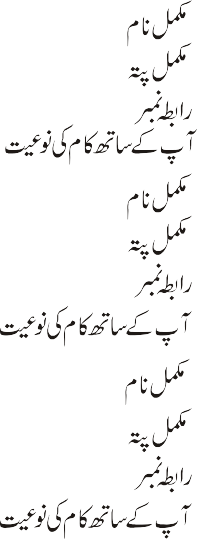 مکمل نام
مکمل پتہ
رابطہ نمبر
آپ کے ساتھ کام کی نوعیت
مکمل نام
مکمل پتہ
رابطہ نمبر
آپ کے ساتھ کام کی نوعیت
مکمل نام
مکمل پتہ
رابطہ نمبر
آپ کے ساتھ کام کی نوعیت